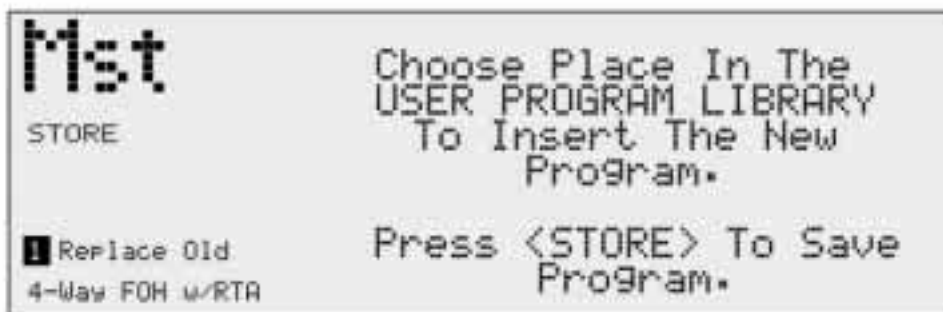 Mst
STORE
1 Replace Old
4-Way FOH w/RTA
Choose Place In The
USER PROGRAM LIBRARY
To Insert The New
Program.
Press <STORE> To Save
Program.